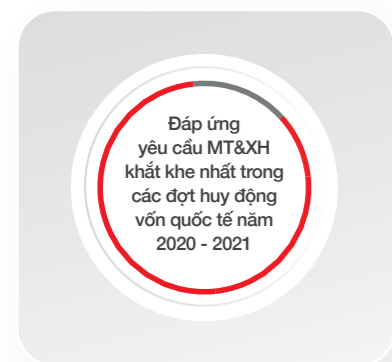 Đáp ứng
yêu cầu MT&XH
khắt khe nhất trong
các đợt huy động
vốn quốc tế năm
2020 - 2021